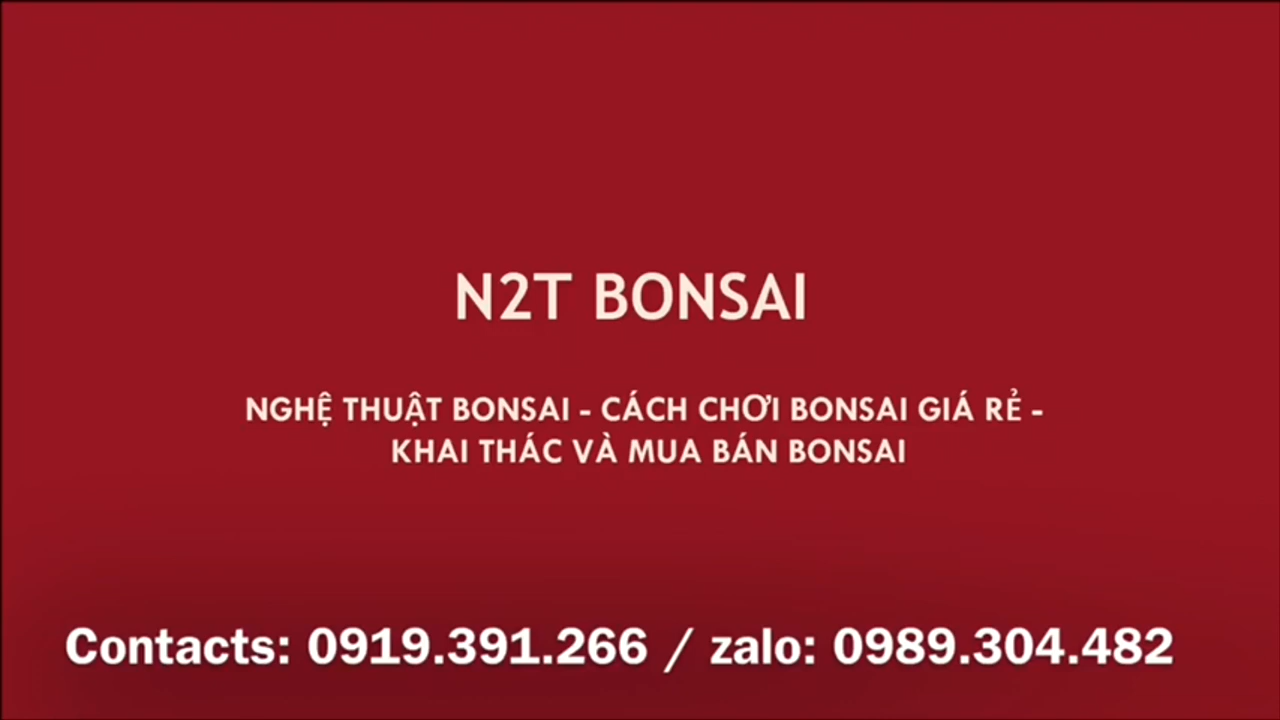 N2T BONSAI
NGHỆ THUẬT BONSAI - CÁCH CHƠI BONSAI GIÁ RẺ -
KHAI THÁC VÀ MUA BÁN BONSAI
Contacts: 0919.391.266 / zalo: 0989.304.482